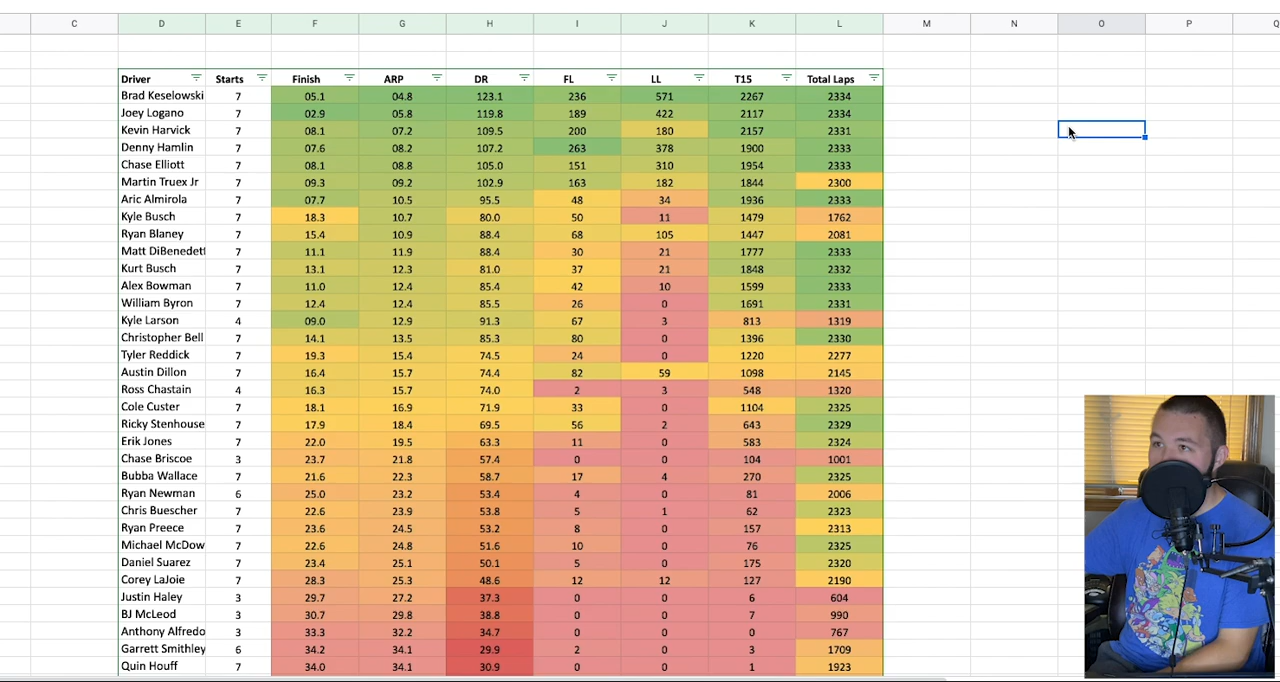 C D E F G H I J K L M N O P Q
Driver Starts Finish ARP DR FL LL T15 Total Laps
Brad Keselowski 7 05.1 04.8 123.1 236 571 2267 2334
Joey Logano 7 02.9 05.8 119.8 189 422 2117 2334
Kevin Harvick 7 08.1 07.2 109.5 200 180 2157 2331
Denny Hamlin 7 07.6 08.2 107.2 263 378 1900 2333
Chase Elliott 7 08.1 08.8 105.0 151 310 1954 2333
Martin Truex Jr 7 09.3 09.2 102.9 163 182 1844 2300
Aric Almirola 7 07.7 10.5 95.5 48 34 1936 2333
Kyle Busch 7 18.3 10.7 80.0 50 11 1479 1762
Ryan Blaney 7 15.4 10.9 88.4 68 105 1447 2081
Matt DiBenedett 7 11.1 11.9 88.4 30 21 1777 2333
Kurt Busch 7 13.1 12.3 81.0 37 21 1848 2332
Alex Bowman 7 11.0 12.4 85.4 42 10 1599 2333
William Byron 7 12.4 12.4 85.5 26 0 1691 2331
Kyle Larson 4 09.0 12.9 91.3 67 3 813 1319
Christopher Bell 7 14.1 13.5 85.3 80 0 1396 2330
Tyler Reddick 7 19.3 15.4 74.5 24 0 1220 2277
Austin Dillon 7 16.4 15.7 74.4 82 59 1098 2145
Ross Chastain 4 16.3 15.7 74.0 2 3 548 1320
Cole Custer 7 18.1 16.9 71.9 33 0 1104 2325
Ricky Stenhouse 7 17.9 18.4 69.5 56 2 643 2329
Erik Jones 7 22.0 19.5 63.3 11 0 583 2324
Chase Briscoe 3 23.7 21.8 57.4 0 0 104 1001
Bubba Wallace 7 21.6 22.3 58.7 17 4 270 2325
Ryan Newman 6 25.0 23.2 53.4 4 0 81 2006
Chris Buescher 7 22.6 23.9 53.8 5 1 62 2323
Ryan Preece 7 23.6 24.5 53.2 8 0 157 2313
Michael McDow 7 22.6 24.8 51.6 10 0 76 2325
Daniel Suarez 7 23.4 25.1 50.1 5 0 175 2320
Corey LaJoie 7 28.3 25.3 48.6 12 12 127 2190
Justin Haley 3 29.7 27.2 37.3 0 0 6 604
BJ McLeod 3 30.7 29.8 38.8 0 0 7 990
Anthony Alfredo 3 33.3 32.2 34.7 0 0 0 767
Garrett Smithley 6 34.2 34.1 29.9 2 0 3 1709
Quin Houff 7 34.0 34.1 30.9 0 0 1 1923